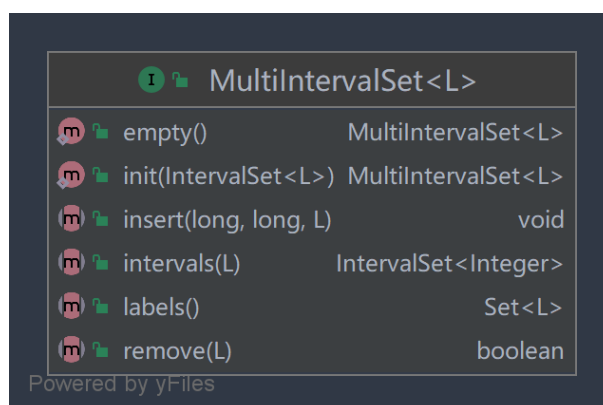 I MultiIntervalSet<L>
m empty() MultiIntervalSet<L>
m init(IntervalSet<L>) MultiIntervalSet<L>
m insert(long, long, L) void
m intervals(L) IntervalSet<Integer>
m labels() Set<L>
m remove(L) boolean
Powered by yFiles